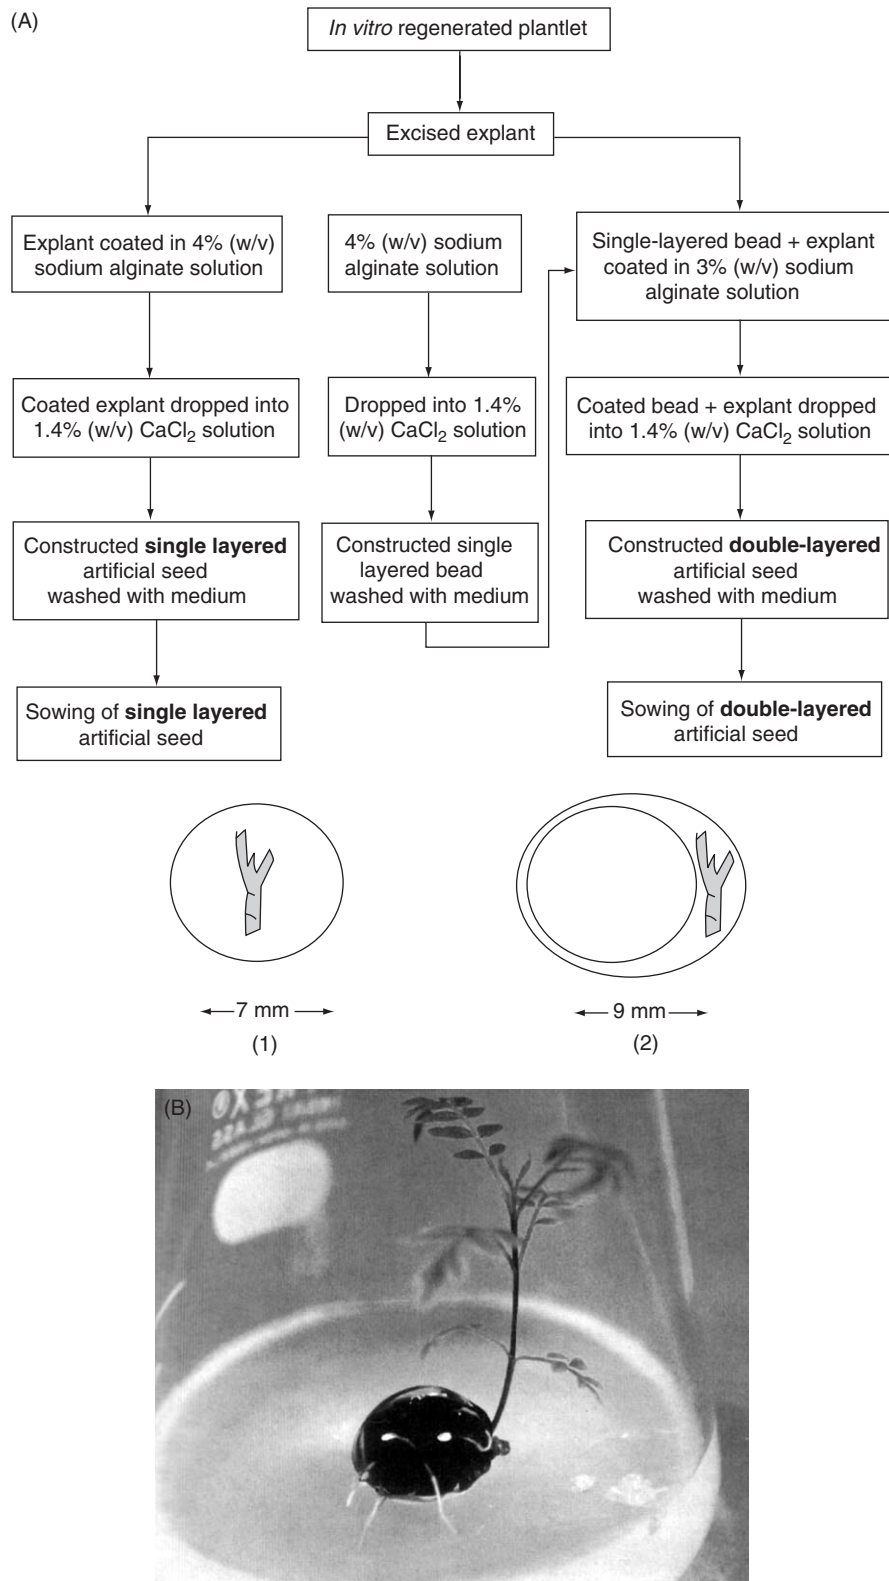 (A)
In vitro regenerated plantlet
Excised explant
Explant coated in 4% (w/v)
sodium alginate solution
4% (w/v) sodium
alginate solution
Single-layered bead + explant
coated in 3% (w/v) sodium
alginate solution
Coated explant dropped into
1.4% (w/v) CaCl₂ solution
Dropped into 1.4%
(w/v) CaCl₂ solution
Coated bead + explant dropped
into 1.4% (w/v) CaCl₂ solution
Constructed single layered
artificial seed
washed with medium
Constructed single
layered bead
washed with medium
Constructed double-layered
artificial seed
washed with medium
Sowing of single layered
artificial seed
Sowing of double-layered
artificial seed
7 mm
(1)
9 mm
(2)
(B)